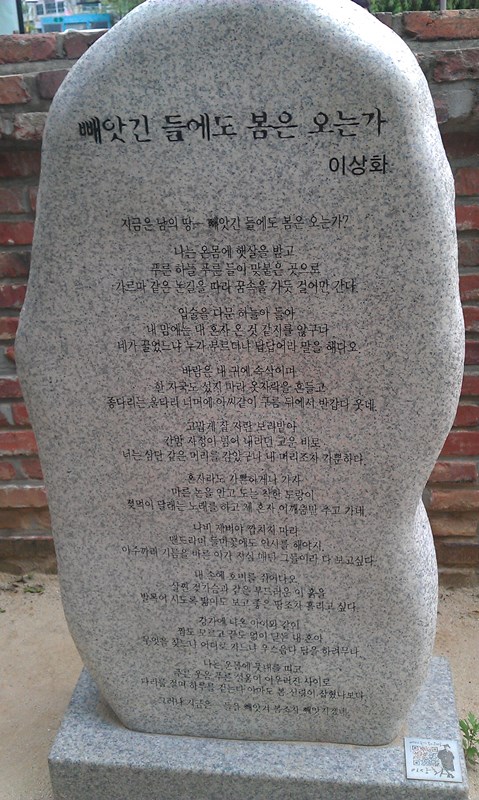 빼앗긴 들에도 봄은 오는가
이상화
지금은 남의 땅— 빼앗긴 들에도 봄은 오는가?
나는 온몸에 햇살을 받고
푸른 하늘 푸른 들이 맞붙은 곳으로
가르마 같은 논길을 따라 꿈속을 가듯 걸어만 간다.
입술을 다문 하늘아 들아
내 맘에는 내 혼자 온 것 같지를 않구나
네가 끌었느냐 누가 부르더냐 답답어라 말을 해다오.
바람은 내 귀에 속삭이며
한 자국도 섰지 마라 옷자락을 흔들고
종다리는 울타리 너머에 아씨같이 구름 뒤에서 반갑다 웃네.
고맙게 잘 자란 보리밭아
간밤 자정이 넘어 내리던 고운 비로
너는 삼단 같은 머리를 감았구나 내 머리조차 가뿐하다.
혼자라도 가쁘하게나 가자
마른 논을 안고 도는 착한 도랑이
젖먹이 달래는 노래를 하고 제 혼자 어깨춤만 추고 가네.
나비 제비야 깝치지 마라
맨드라미 들마꽃에도 인사를 해야지
아주까리 기름을 바른 이가 지심 매던 그 들이라 다 보고 싶다.
내 손에 호미를 쥐어다오
살찐 젖가슴과 같은 부드러운 이 흙을
발목이 시도록 밟아도 보고 좋은 땀조차 흘리고 싶다.
강가에 나온 아이와 같이
짬도 모르고 끝도 없이 닫는 내 혼아
무엇을 찾느냐 어디로 가느냐 우스웁다 답을 하려무나.
나는 온몸에 풋내를 띠고
푸른 웃음 푸른 설움이 어우러진 사이로
다리를 절며 하루를 걷는다 아마도 봄 신령이 잡혔나보다.
그러나 지금은— 들을 빼앗겨 봄조차 빼앗기겠네.